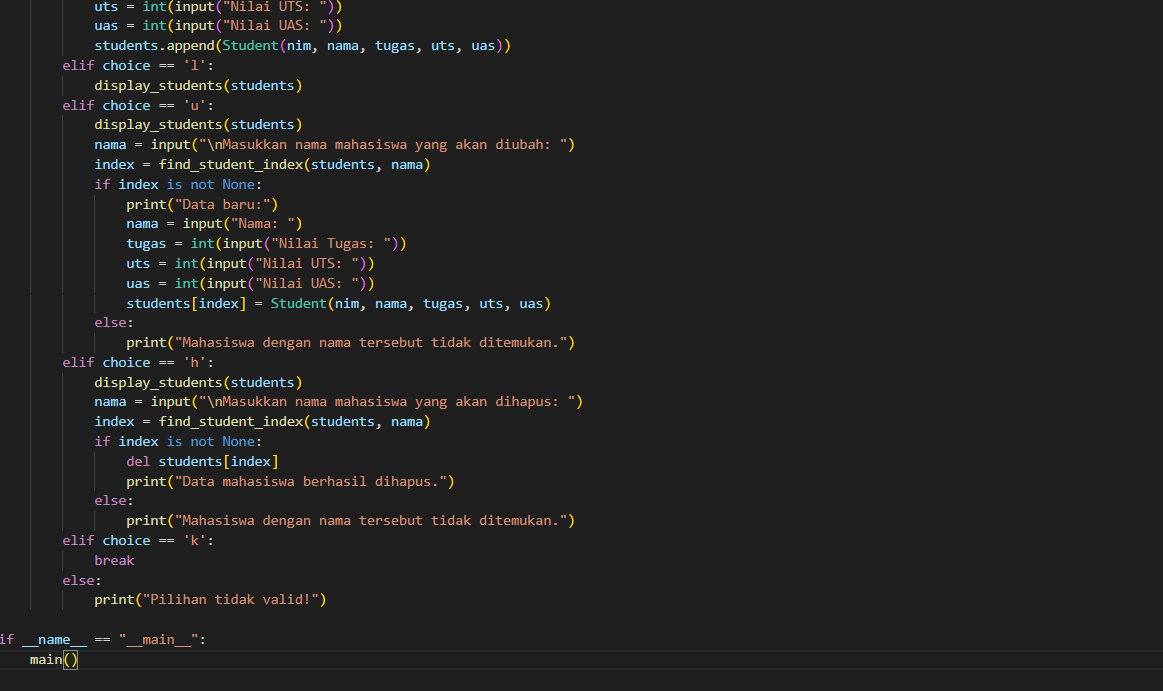 uts = int(input("Nilai UTS: "))
uas = int(input("Nilai UAS: "))
students.append(Student(nim, nama, tugas, uts, uas))
elif choice == 'l':
display_students(students)
elif choice == 'u':
display_students(students)
nama = input("\nMasukkan nama mahasiswa yang akan diubah: ")
index = find_student_index(students, nama)
if index is not None:
print("Data baru:")
nama = input("Nama: ")
tugas = int(input("Nilai Tugas: "))
uts = int(input("Nilai UTS: "))
uas = int(input("Nilai UAS: "))
students[index] = Student(nim, nama, tugas, uts, uas)
else:
print("Mahasiswa dengan nama tersebut tidak ditemukan.")
elif choice == 'h':
display_students(students)
nama = input("\nMasukkan nama mahasiswa yang akan dihapus: ")
index = find_student_index(students, nama)
if index is not None:
del students[index]
print("Data mahasiswa berhasil dihapus.")
else:
print("Mahasiswa dengan nama tersebut tidak ditemukan.")
elif choice == 'k':
break
else:
print("Pilihan tidak valid!")
if __name__ == "__main__":
main()